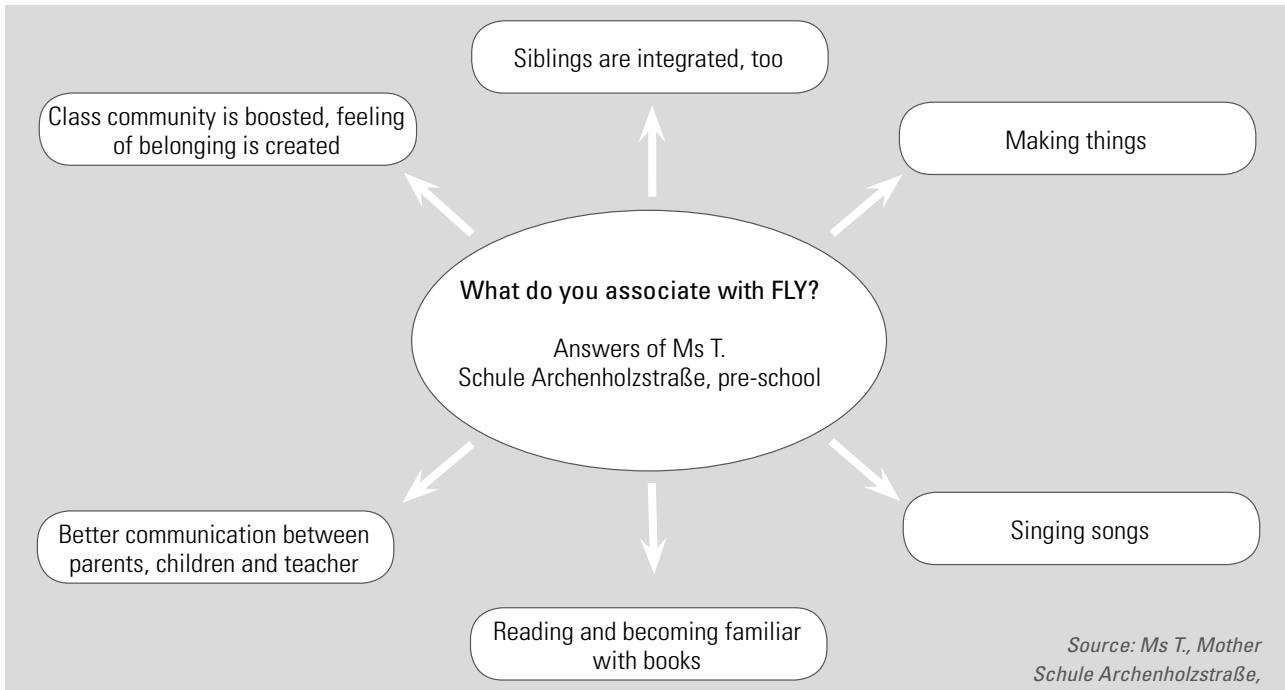 Siblings are integrated, too
Class community is boosted, feeling
of belonging is created
Making things
What do you associate with FLY?
Answers of Ms T.
Schule Archenholzstraße, pre-school
Better communication between
parents, children and teacher
Singing songs
Reading and becoming familiar
with books
Source: Ms T., Mother
Schule Archenholzstraße,